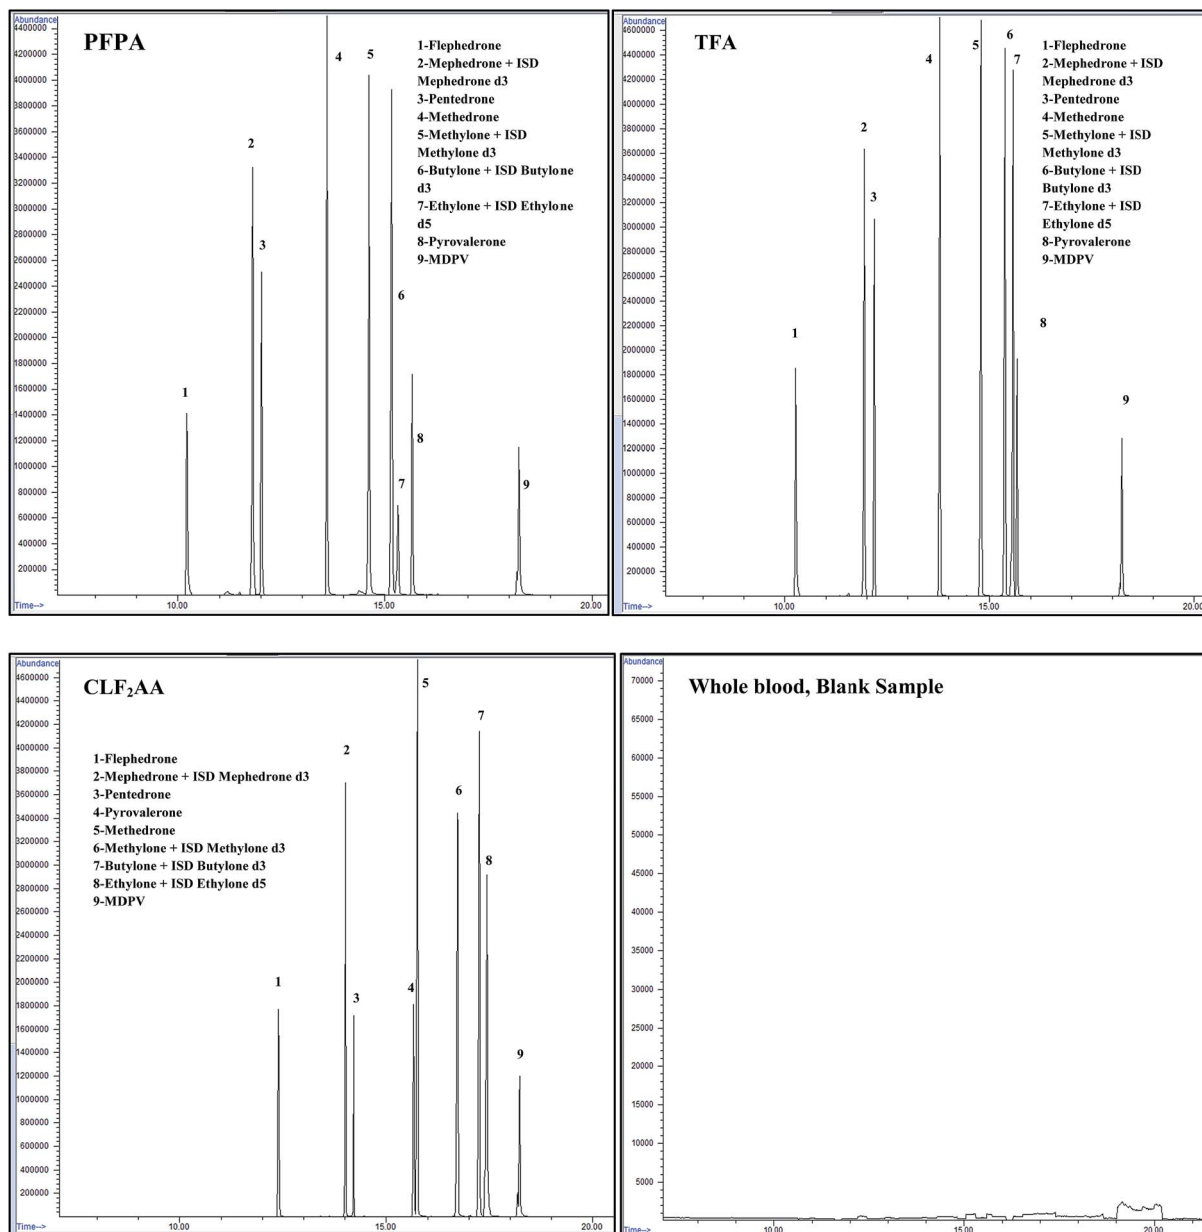 Abundance
PFPA
4400000
4200000
4000000
3800000
3600000
3400000
3200000
3000000
2800000
2600000
2400000
2200000
2000000
1800000
1600000
1400000
1200000
1000000
800000
600000
400000
200000
Time-->
10.00
15.00
20.00
1
2
3
4
5
6
7
8
9
1-Flephedrone
2-Mephedrone + ISD
Mephedrone d3
3-Pentedrone
4-Methedrone
5-Methylone + ISD
Methylone d3
6-Butylone + ISD Butylone
d3
7-Ethylone + ISD Ethylone
d5
8-Pyrovalerone
9-MDPV
Abundance
TFA
4600000
4400000
4200000
4000000
3800000
3600000
3400000
3200000
3000000
2800000
2600000
2400000
2200000
2000000
1800000
1600000
1400000
1200000
1000000
800000
600000
400000
200000
Time-->
10.00
15.00
20.00
1
2
3
4
5
6
7
8
9
1-Flephedrone
2-Mephedrone + ISD
Mephedrone d3
3-Pentedrone
4-Methedrone
5-Methylone + ISD
Methylone d3
6-Butylone + ISD
Butylone d3
7-Ethylone + ISD
Ethylone d5
8-Pyrovalerone
9-MDPV
Abundance
CLF₂AA
4600000
4400000
4200000
4000000
3800000
3600000
3400000
3200000
3000000
2800000
2600000
2400000
2200000
2000000
1800000
1600000
1400000
1200000
1000000
800000
600000
400000
200000
Time-->
10.00
15.00
20.00
1-Flephedrone
2-Mephedrone + ISD Mephedrone d3
3-Pentedrone
4-Pyrovalerone
5-Methedrone
6-Methylone + ISD Methylone d3
7-Butylone + ISD Butylone d3
8-Ethylone + ISD Ethylone d5
9-MDPV
1
2
3
4
5
6
7
8
9
Abundance
Whole blood, Blank Sample
70000
65000
60000
55000
50000
45000
40000
35000
30000
25000
20000
15000
10000
5000
Time-->
10.00
15.00
20.00